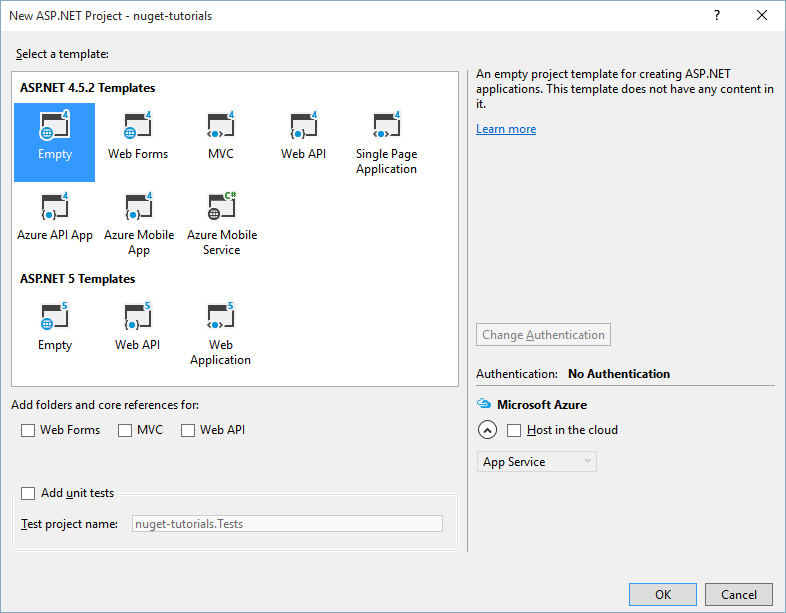 New ASP.NET Project - nuget-tutorials
?
Select a template:
ASP.NET 4.5.2 Templates
4 4 4 4 4
Empty Web Forms MVC Web API Single Page
Application
4 4 C#
Azure API App Azure Mobile Azure Mobile
App Service
ASP.NET 5 Templates
5 5 5
Empty Web API Web
Application
Add folders and core references for:
Web Forms MVC Web API
Add unit tests
Test project name: nuget-tutorials.Tests
An empty project template for creating ASP.NET
applications. This template does not have any content in
it.
Learn more
Change Authentication
Authentication: No Authentication
Microsoft Azure
Host in the cloud
App Service
OK Cancel